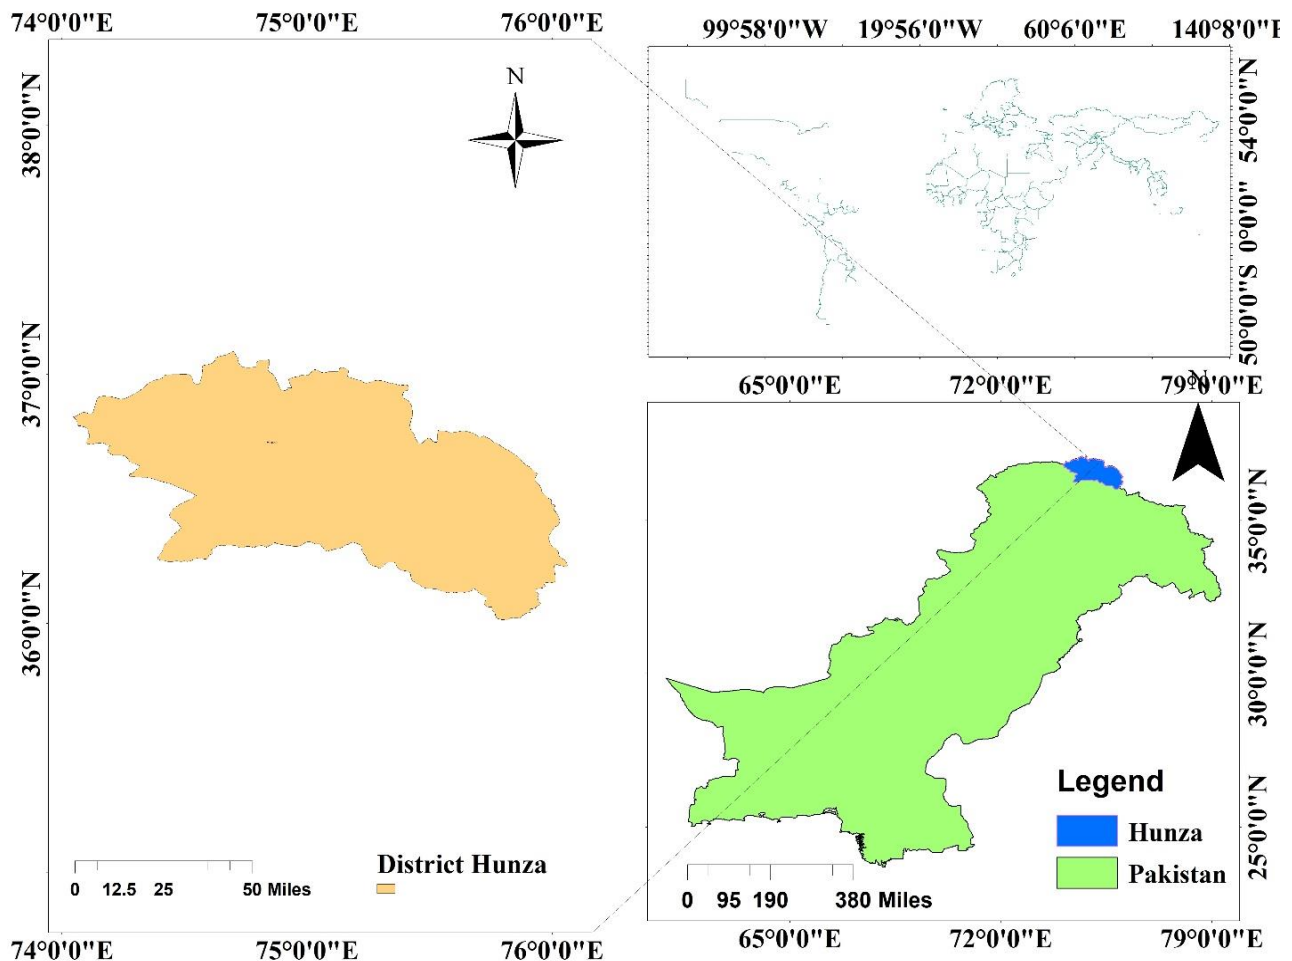 74°0'0"E 75°0'0"E 76°0'0"E
N
38°0'0"N
37°0'0"N
36°0'0"N
District Hunza
0 12.5 25 50 Miles
74°0'0"E 75°0'0"E 76°0'0"E
99°58'0"W 19°56'0"W 60°6'0"E 140°8'E
54°0'0"N
0°0'0"
50°0'0"S
65°0'0"E 72°0'0"E 79°0'0"E
N
35°0'0"N
30°0'0"N
25°0'0"N
Legend
Hunza
Pakistan
0 95 190 380 Miles
65°0'0"E 72°0'0"E 79°0'0"E